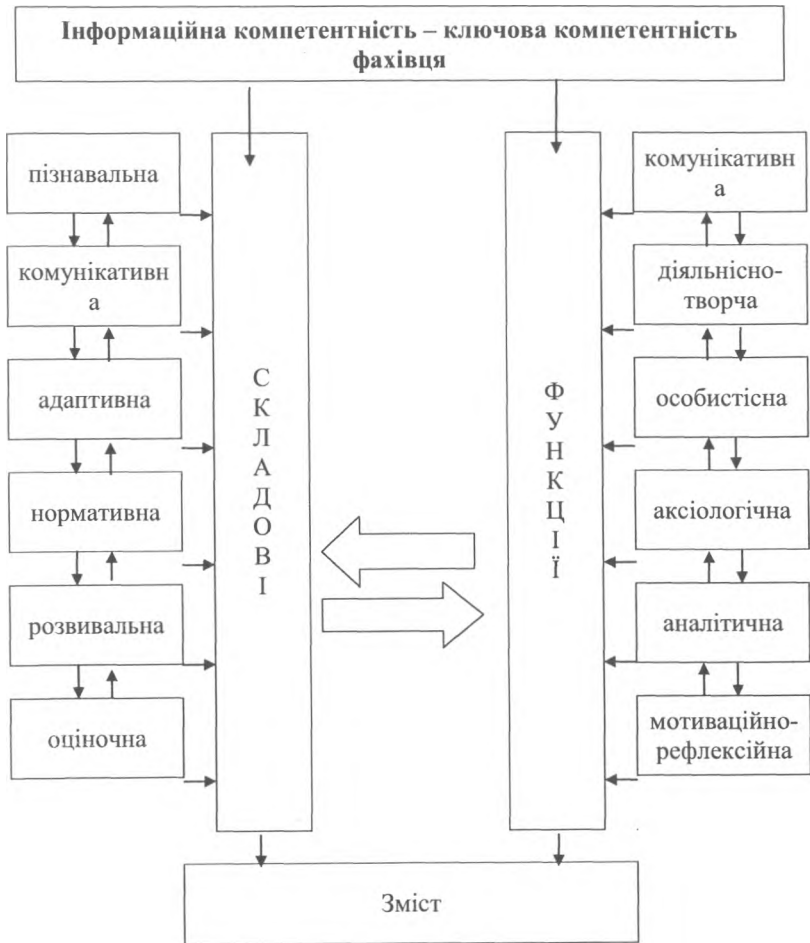 Інформаційна компетентність – ключова компетентність
фахівця
пізнавальна
комунікативн
а
адаптивна
нормативна
розвивальна
оціночна
С
К
Л
А
Д
О
В
І
Ф
У
Н
К
Ц
І
Ї
комунікативн
а
діяльнісно-
творча
особистісна
аксіологічна
аналітична
мотиваційно-
рефлексійна
Зміст